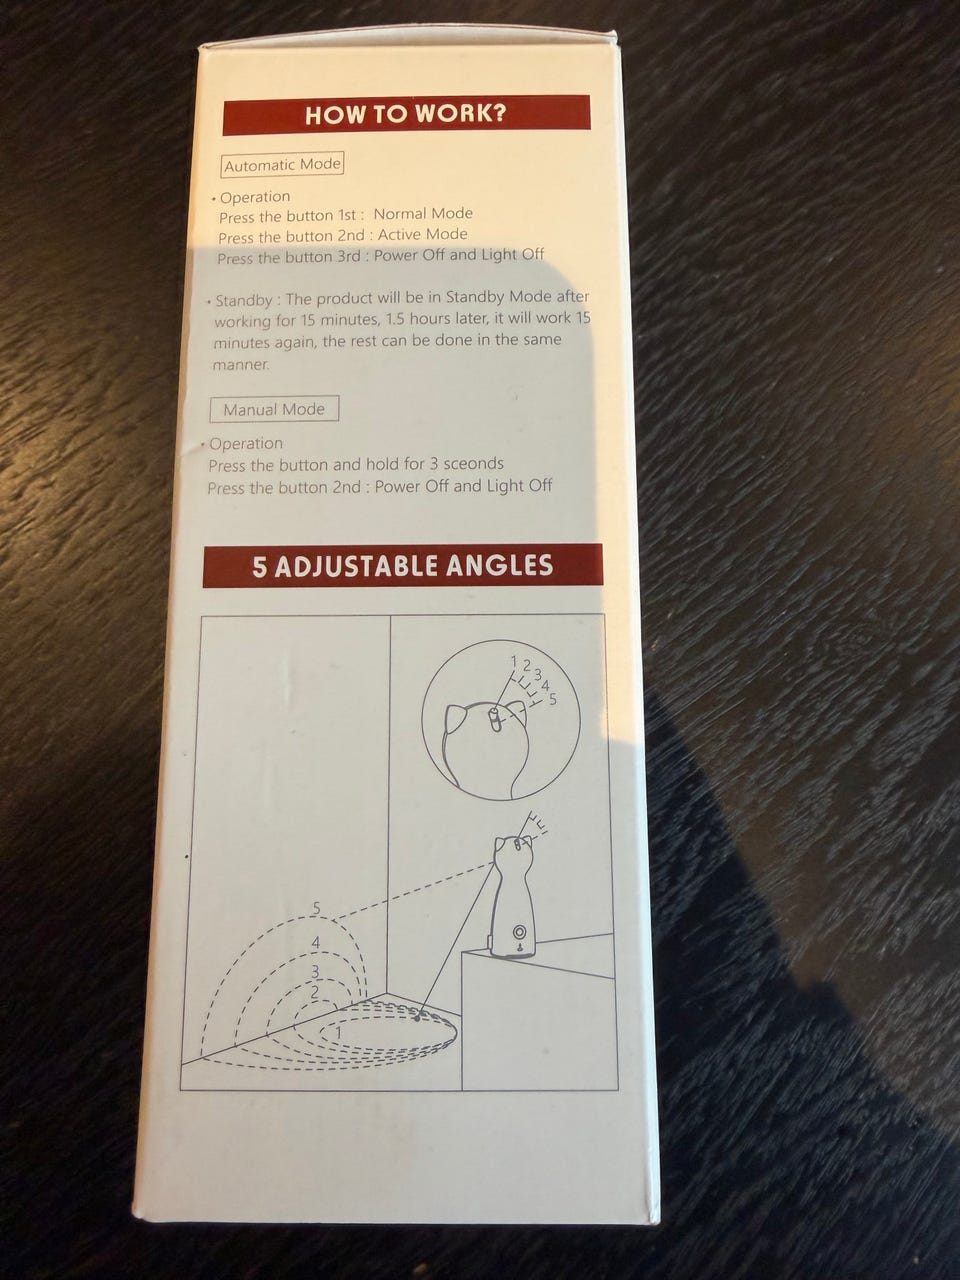 HOW TO WORK?
Automatic Mode
• Operation
Press the button 1st : Normal Mode
Press the button 2nd : Active Mode
Press the button 3rd : Power Off and Light Off
• Standby : The product will be in Standby Mode after
working for 15 minutes, 1.5 hours later, it will work 15
minutes again, the rest can be done in the same
manner.
Manual Mode
• Operation
Press the button and hold for 3 sceonds
Press the button 2nd : Power Off and Light Off
5 ADJUSTABLE ANGLES
1
2
3
4
5
5
4
3
2
1